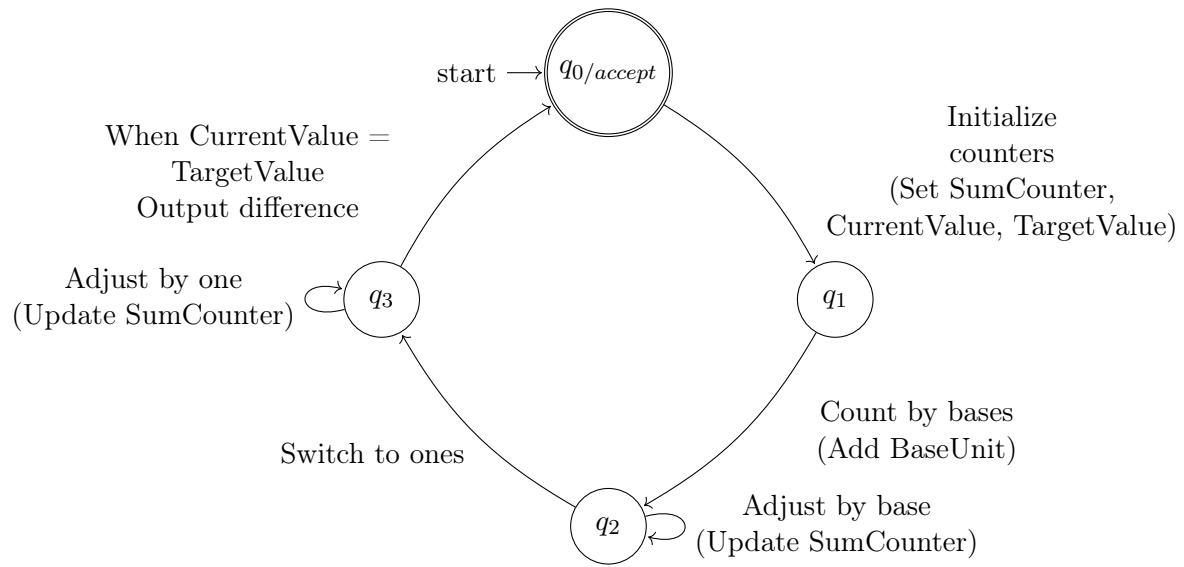 start
q0/accept
Initialize
counters
(Set SumCounter,
CurrentValue, TargetValue)
When CurrentValue =
TargetValue
Output difference
Adjust by one
(Update SumCounter)
q3
q1
Count by bases
(Add BaseUnit)
Switch to ones
q2
Adjust by base
(Update SumCounter)